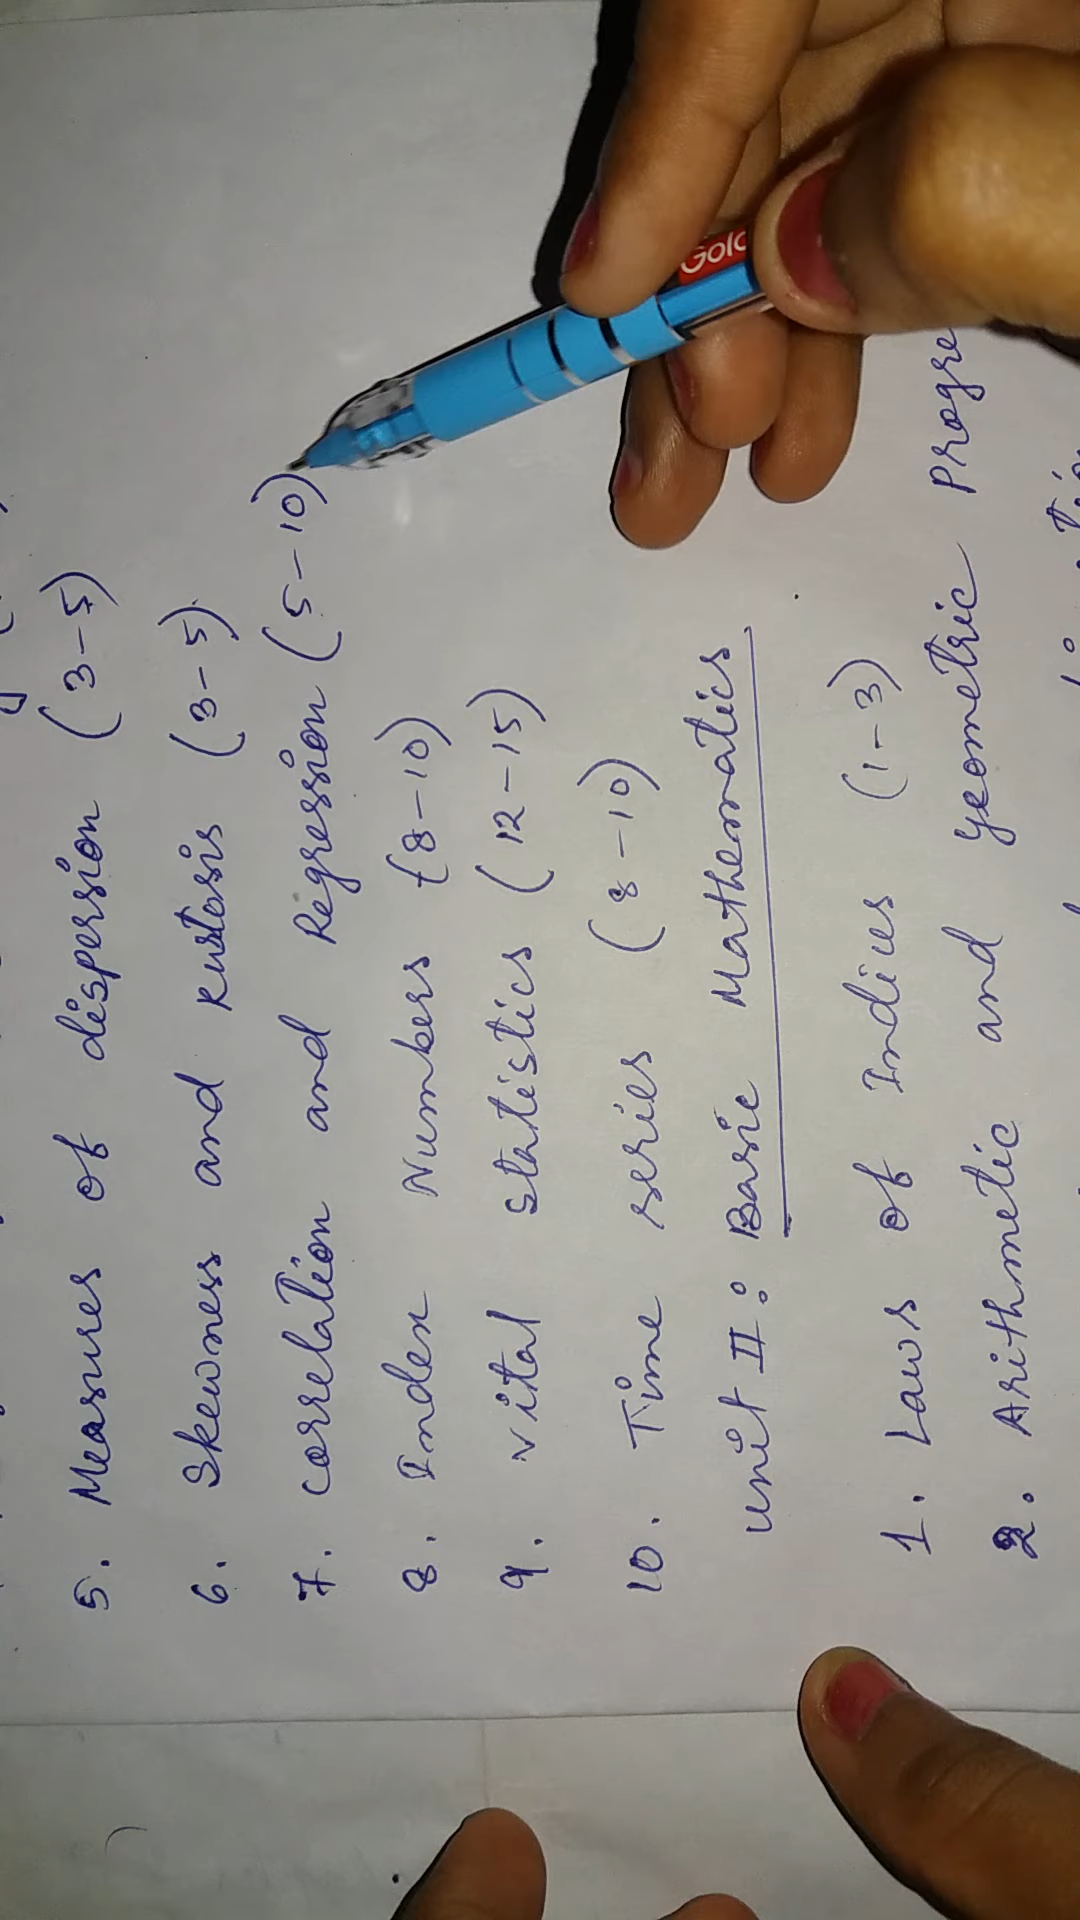 5. Measures of dispersion (3-5)
6. Skewness and Kustosis (3-5)
7. correlation and Regression (5-10)
8. Index Numbers (8-10)
9. vital statistics (12-15)
10. Time series (8-10)
unit II: Basic Mathematics
1. Laws of Indices (1-3)
2. Arithmetic and Geometric Progre
Gold